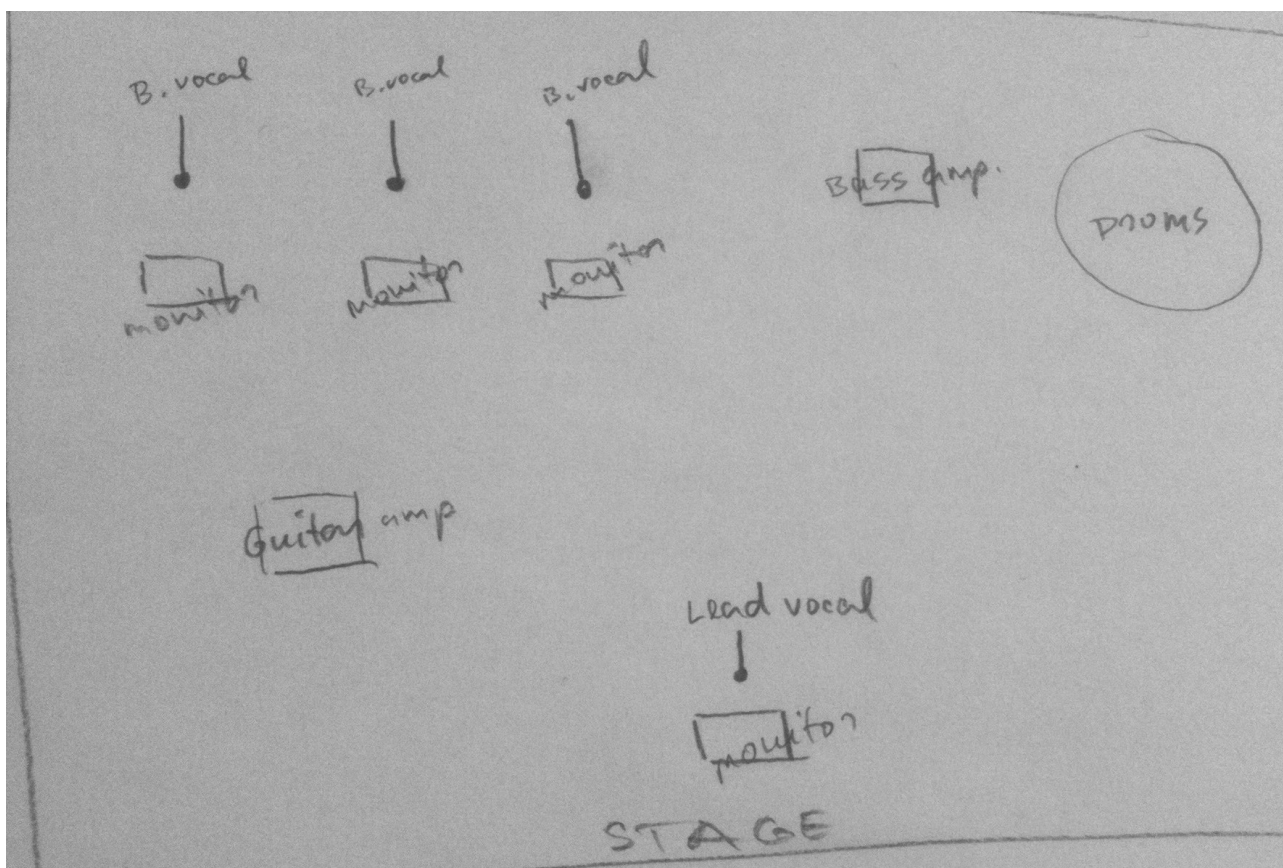 B. vocal
B. vocal
B. vocal
Bass amp.
Drums
monitor
monitor
monitor
Guitar amp
Lead vocal
monitor
STAGE